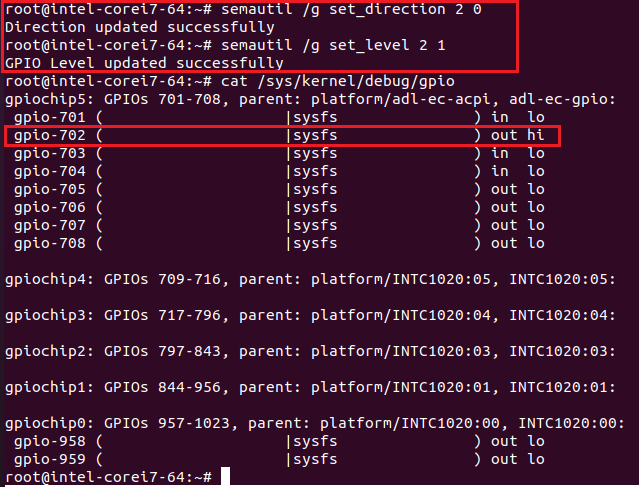 root@intel-corei7-64:~# semautil /g set_direction 2 0
Direction updated successfully
root@intel-corei7-64:~# semautil /g set_level 2 1
GPIO Level updated successfully
root@intel-corei7-64:~# cat /sys/kernel/debug/gpio
gpiochip5: GPIOs 701-708, parent: platform/adl-ec-acpi, adl-ec-gpio:
 gpio-701 (                    |sysfs               ) in  lo
 gpio-702 (                    |sysfs               ) out hi
 gpio-703 (                    |sysfs               ) in  lo
 gpio-704 (                    |sysfs               ) in  lo
 gpio-705 (                    |sysfs               ) out lo
 gpio-706 (                    |sysfs               ) out lo
 gpio-707 (                    |sysfs               ) out lo
 gpio-708 (                    |sysfs               ) out lo
gpiochip4: GPIOs 709-716, parent: platform/INTC1020:05, INTC1020:05:
gpiochip3: GPIOs 717-796, parent: platform/INTC1020:04, INTC1020:04:
gpiochip2: GPIOs 797-843, parent: platform/INTC1020:03, INTC1020:03:
gpiochip1: GPIOs 844-956, parent: platform/INTC1020:01, INTC1020:01:
gpiochip0: GPIOs 957-1023, parent: platform/INTC1020:00, INTC1020:00:
 gpio-958 (                    |sysfs               ) out lo
 gpio-959 (                    |sysfs               ) out lo
root@intel-corei7-64:~#